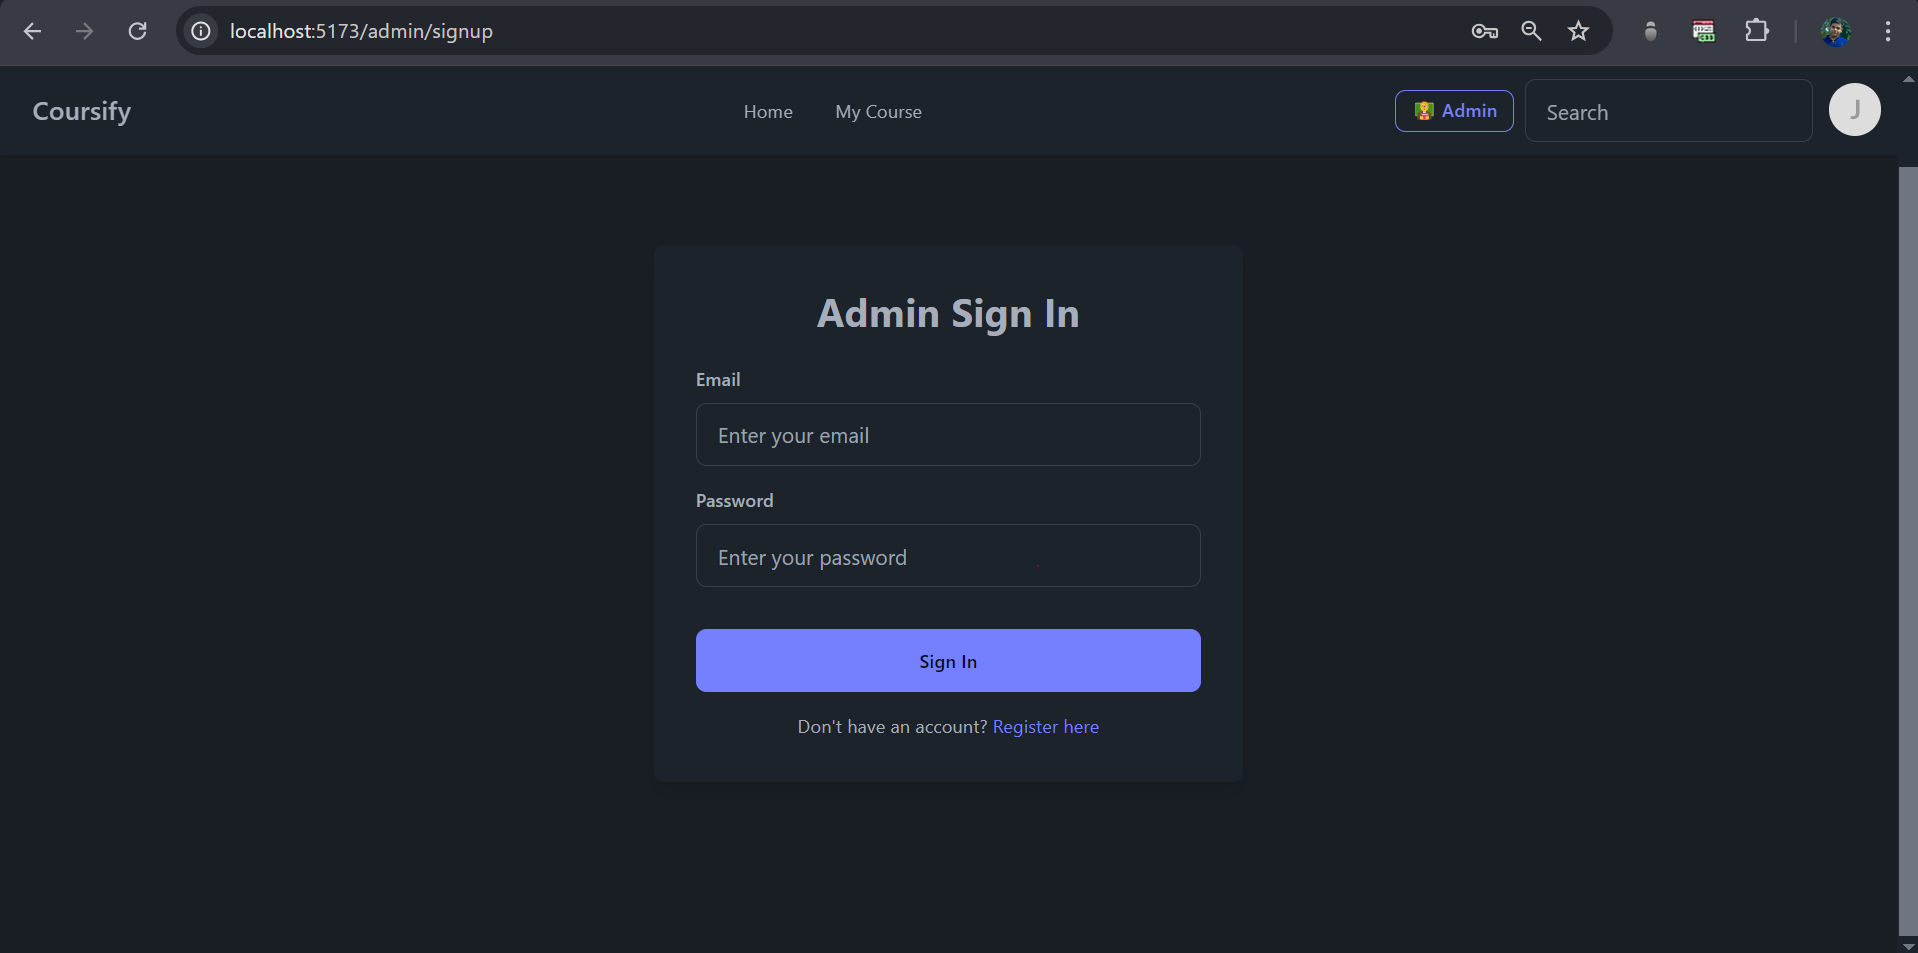 localhost:5173/admin/signup
Coursify
Home
My Course
Admin
Search
J
Admin Sign In
Email
Enter your email
Password
Enter your password
Sign In
Don't have an account? Register here